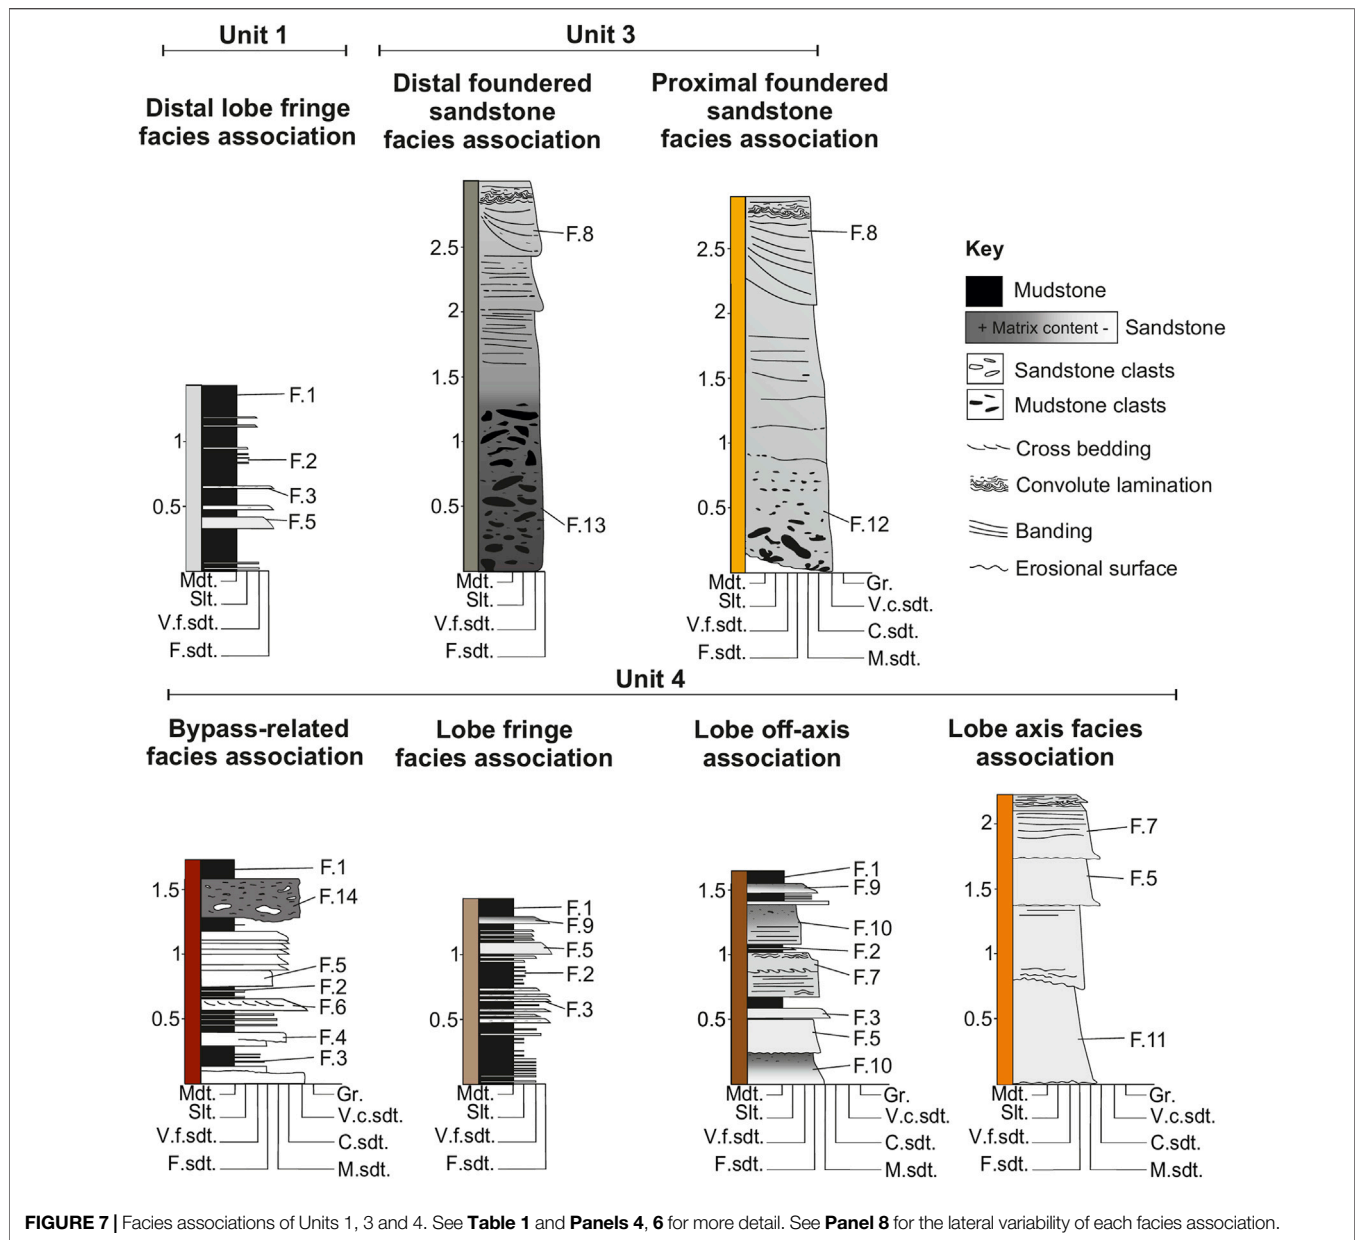 Unit 1
Unit 3
Distal lobe fringe
facies association
Distal foundered
sandstone
facies association
Proximal foundered
sandstone
facies association
F.1
F.2
F.3
F.5
1
0.5
Mdt.
Slt.
V.f.sdt.
F.sdt.
F.8
F.13
2.5
2
1.5
1
0.5
Mdt.
Slt.
V.f.sdt.
F.sdt.
F.8
F.12
2.5
2
1.5
1
0.5
Mdt.
Slt.
V.f.sdt.
F.sdt.
Gr.
V.c.sdt.
C.sdt.
M.sdt.
Key
Mudstone
+ Matrix content - Sandstone
Sandstone clasts
Mudstone clasts
Cross bedding
Convolute lamination
Banding
Erosional surface
Unit 4
Bypass-related
facies association
Lobe fringe
facies association
Lobe off-axis
association
Lobe axis facies
association
F.1
F.14
F.5
F.2
F.6
F.4
F.3
1.5
1
0.5
Mdt.
Slt.
V.f.sdt.
F.sdt.
Gr.
V.c.sdt.
C.sdt.
M.sdt.
F.1
F.9
F.5
F.2
F.3
1
0.5
Mdt.
Slt.
V.f.sdt.
F.sdt.
F.1
F.9
F.10
F.2
F.7
F.3
F.5
F.10
1.5
1
0.5
Mdt.
Slt.
V.f.sdt.
F.sdt.
Gr.
V.c.sdt.
C.sdt.
M.sdt.
F.7
F.5
F.11
2
1.5
1
0.5
Mdt.
Slt.
V.f.sdt.
F.sdt.
Gr.
V.c.sdt.
C.sdt.
M.sdt.
FIGURE 7 | Facies associations of Units 1, 3 and 4. See Table 1 and Panels 4, 6 for more detail. See Panel 8 for the lateral variability of each facies association.